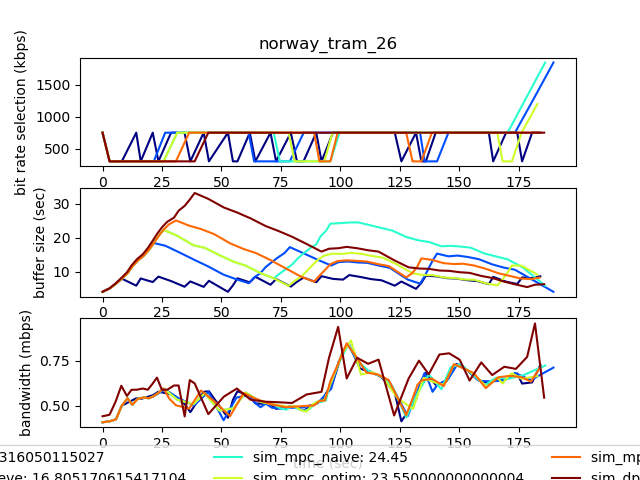 norway_tram_26
bit rate selection (kbps)
1500
1000
500
0 25 50 75 100 125 150 175
buffer size (sec)
30
20
10
0 25 50 75 100 125 150 175
bandwidth (mbps)
0.75
0.50
0 25 50 75 100 125 150 175
time (sec)
316050115027 sim_mpc_naive: 24.45 sim_mp
eve: 16.805170615417104 sim_mpc_optim: 23.550000000000004 sim_dp